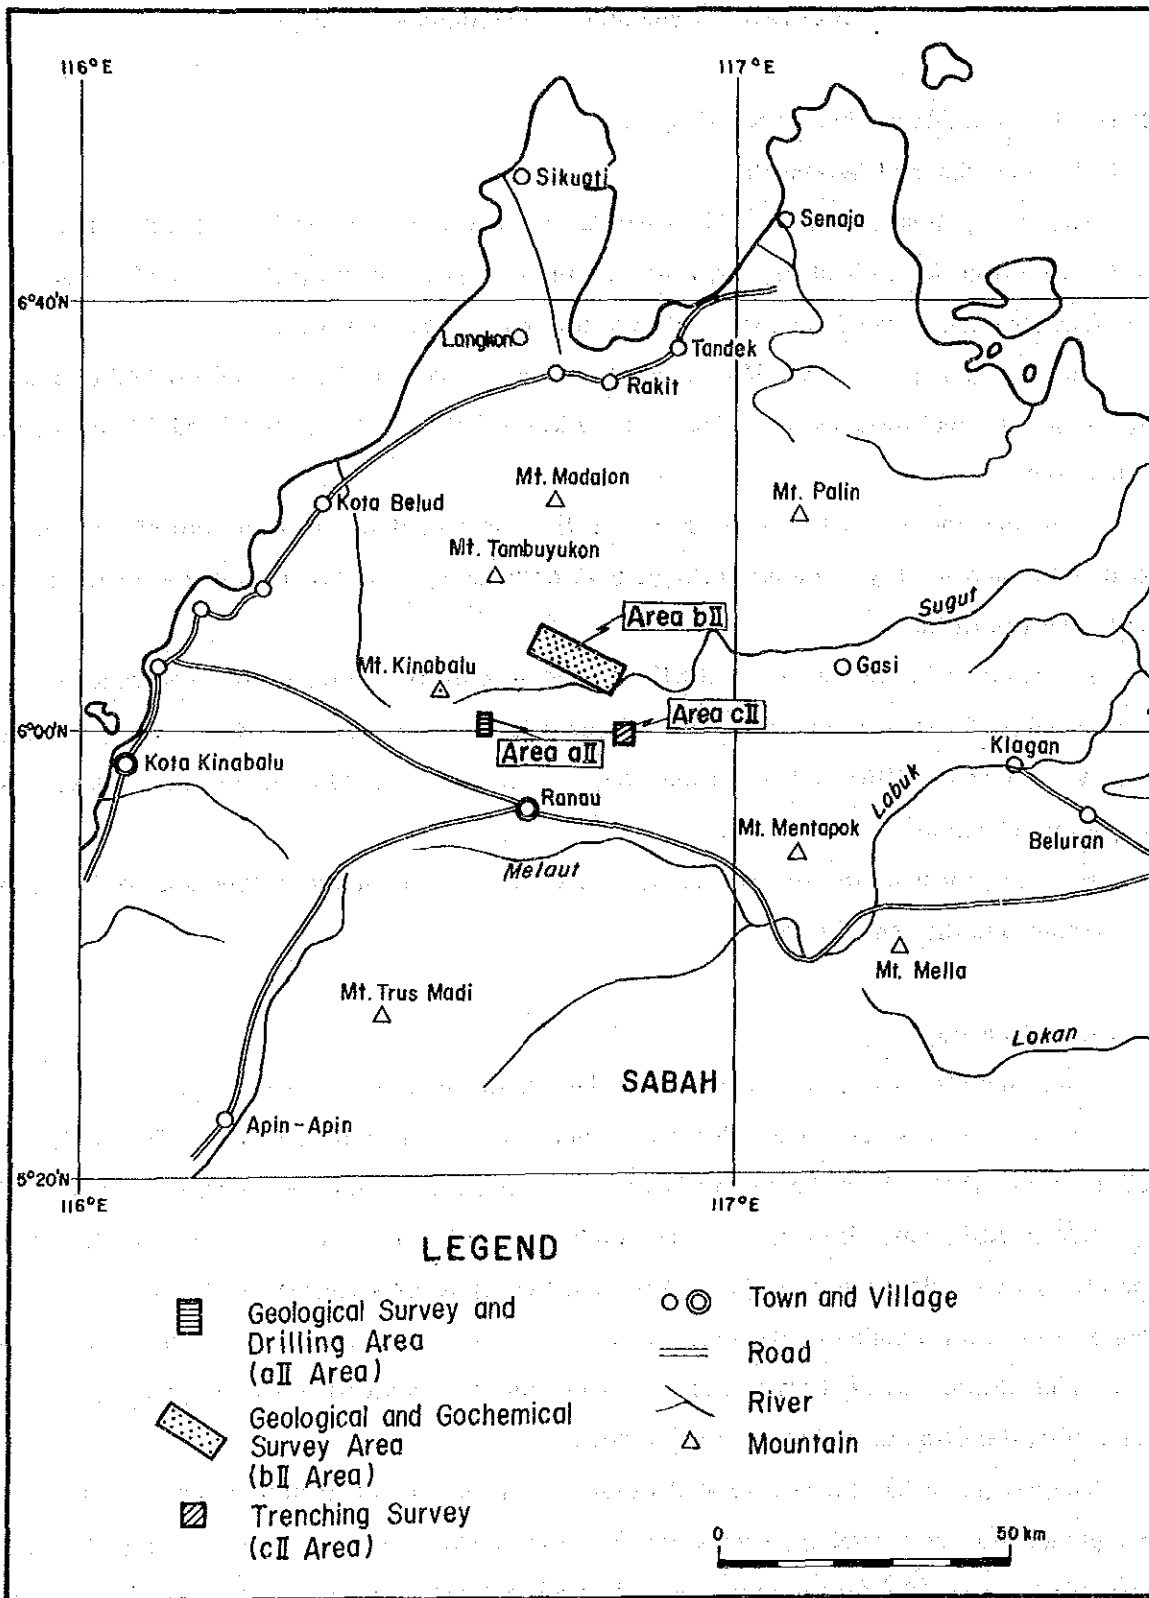 116°E
117°E
Sikugti
Senaja
6°40'N
Langkon
Tandek
Rakit
Mt. Madalon
Kota Belud
Mt. Palin
Mt. Tambuyukon
Sugut
Area bII
Mt. Kinabalu
Gasi
Area cII
6°00'N
Area aII
Klagan
Kota Kinabalu
Ranau
Labuk
Mt. Mentapok
Beluran
Melaut
Mt. Mella
Mt. Trus Madi
Lokan
SABAH
Apin-Apin
5°20'N
116°E
117°E
LEGEND
Geological Survey and
Drilling Area
(aII Area)
Geological and Gochemical
Survey Area
(bII Area)
Trenching Survey
(cII Area)
Town and Village
Road
River
Mountain
0
50 km